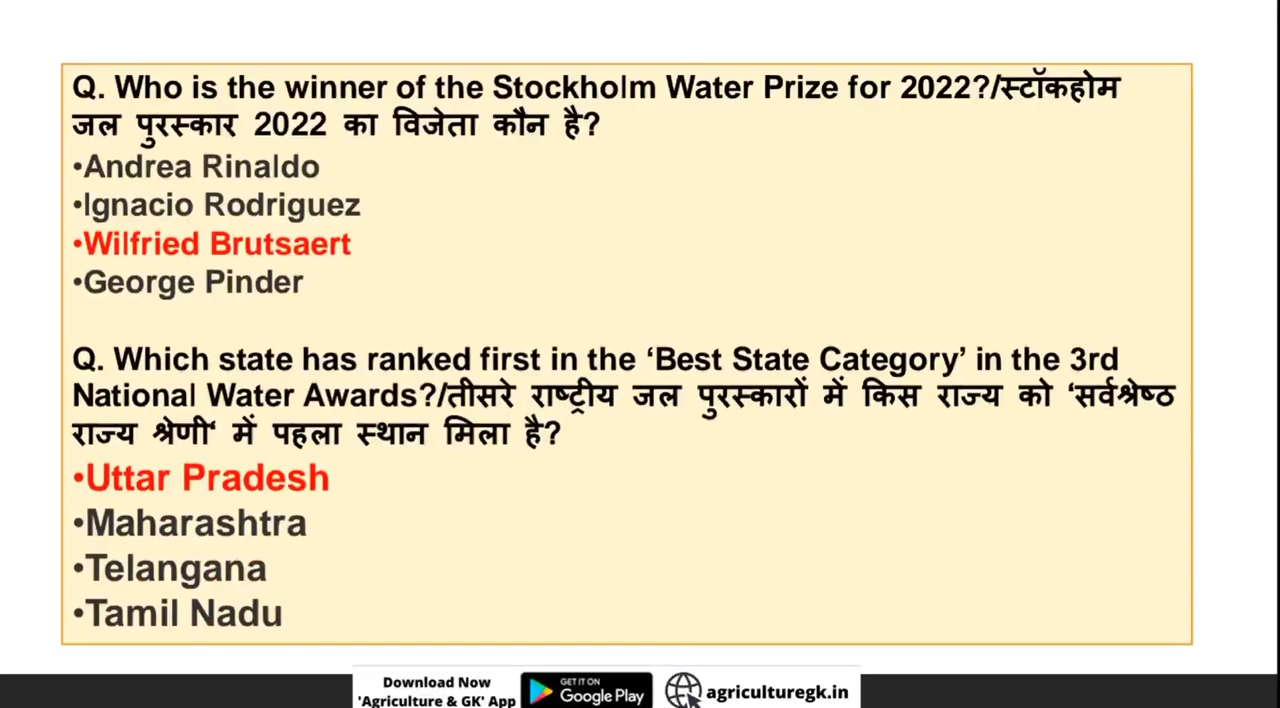 Q. Who is the winner of the Stockholm Water Prize for 2022?/स्टॉकहोम
जल पुरस्कार 2022 का विजेता कौन है?
•Andrea Rinaldo
•Ignacio Rodriguez
•Wilfried Brutsaert
•George Pinder
Q. Which state has ranked first in the ‘Best State Category’ in the 3rd
National Water Awards?/तीसरे राष्ट्रीय जल पुरस्कारों में किस राज्य को ‘सर्वश्रेष्ठ
राज्य श्रेणी‘ में पहला स्थान मिला है?
•Uttar Pradesh
•Maharashtra
•Telangana
•Tamil Nadu
Download Now
'Agriculture & GK' App
GET IT ON
Google Play
agriculturegk.in